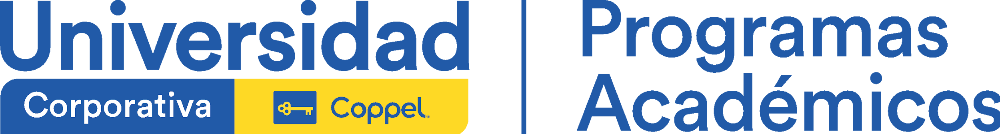 Universidad
Corporativa Coppel®
Programas
Académicos